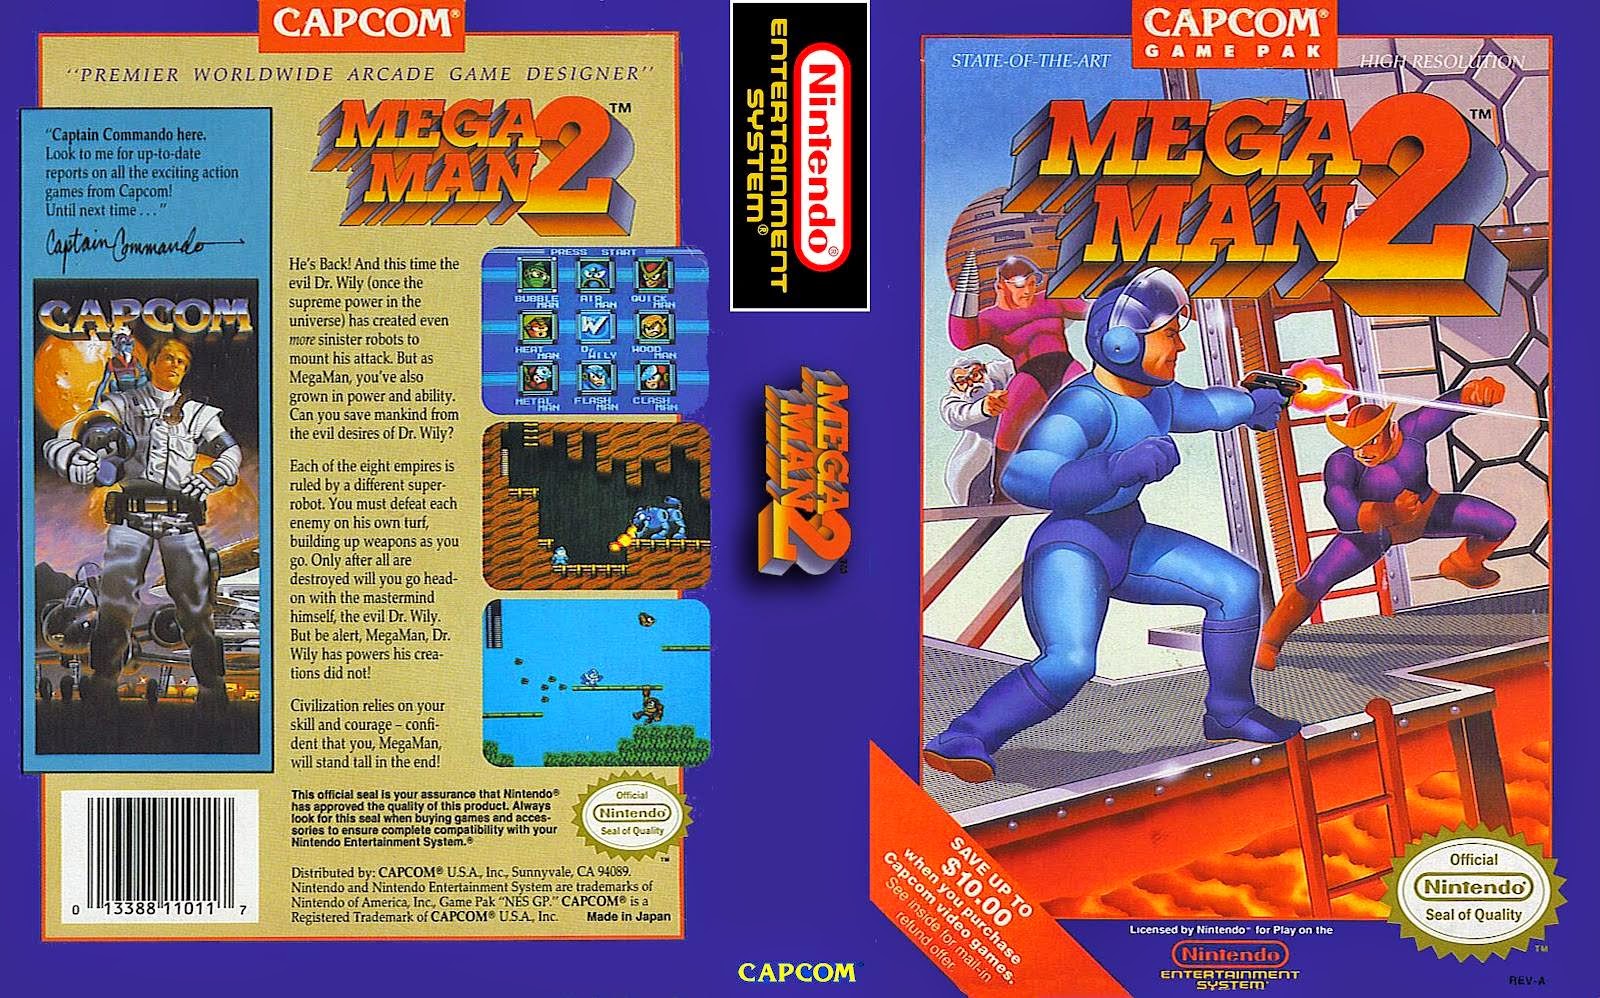 CAPCOM®
"PREMIER WORLDWIDE ARCADE GAME DESIGNER"
"Captain Commando here.
Look to me for up-to-date
reports on all the exciting action
games from Capcom!
Until next time . . ."
Captain Commando
CAPCOM
MEGA
MAN 2™
He's Back! And this time the
evil Dr. Wily (once the
supreme power in the
universe) has created even
more sinister robots to
mount his attack. But as
MegaMan, you've also
grown in power and ability.
Can you save mankind from
the evil desires of Dr. Wily?
Each of the eight empires is
ruled by a different super-
robot. You must defeat each
enemy on his own turf,
building up weapons as you
go. Only after all are
destroyed will you go head-
on with the mastermind
himself, the evil Dr. Wily.
But be alert, MegaMan, Dr.
Wily has powers his crea-
tions did not!
Civilization relies on your
skill and courage – confi-
dent that you, MegaMan,
will stand tall in the end!
PRESS START
BUBBLE MAN AIR MAN QUICK MAN
HEAT MAN DR. WILY WOOD MAN
METAL MAN FLASH MAN CLASH MAN
This official seal is your assurance that Nintendo®
has approved the quality of this product. Always
look for this seal when buying games and acces-
sories to ensure complete compatibility with your
Nintendo Entertainment System.®
Official
Nintendo
Seal of Quality
TM
Distributed by: CAPCOM® U.S.A., Inc., Sunnyvale, CA 94089.
Nintendo and Nintendo Entertainment System are trademarks of
Nintendo of America, Inc., Game Pak "NES GP." CAPCOM® is a
Registered Trademark of CAPCOM® U.S.A., Inc. Made in Japan
0 13388 11011 7
Nintendo®
ENTERTAINMENT
SYSTEM®
MEGA
MAN 2
TM
CAPCOM
CAPCOM®
GAME PAK
STATE-OF-THE-ART
HIGH RESOLUTION
MEGA
MAN 2™
SAVE UP TO
$10.00
when you purchase
Capcom video games.
See inside for mail-in
refund offer.
Official
Nintendo
Seal of Quality
TM
Licensed by Nintendo™ for Play on the
Nintendo
ENTERTAINMENT
SYSTEM®
REV-A